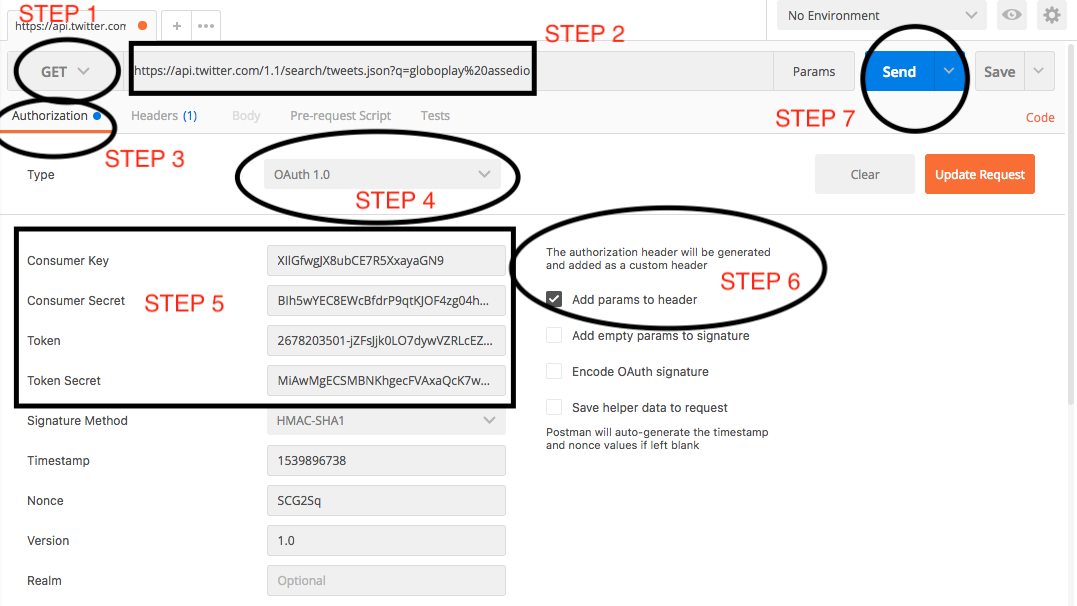 STEP 1
https://api.twitter.com
No Environment
STEP 2
GET
https://api.twitter.com/1.1/search/tweets.json?q=globoplay%20assedio
Params
Send
Save
Authorization
Headers (1)
Body
Pre-request Script
Tests
STEP 7
Code
STEP 3
Type
OAuth 1.0
STEP 4
Clear
Update Request
Consumer Key
XIlGfwgJX8ubCE7R5XxayaGN9
The authorization header will be generated
and added as a custom header
STEP 6
Consumer Secret
STEP 5
BIh5wYEC8EWcBfdrP9qtKJOF4zg04h...
Add params to header
Token
2678203501-jZFsJjk0LO7dywVZRLcEZ...
Add empty params to signature
Token Secret
MiAwMgECSMBNKhgecFVAxaQcK7w...
Encode OAuth signature
Save helper data to request
Signature Method
HMAC-SHA1
Postman will auto-generate the timestamp
and nonce values if left blank
Timestamp
1539896738
Nonce
SCG2Sq
Version
1.0
Realm
Optional